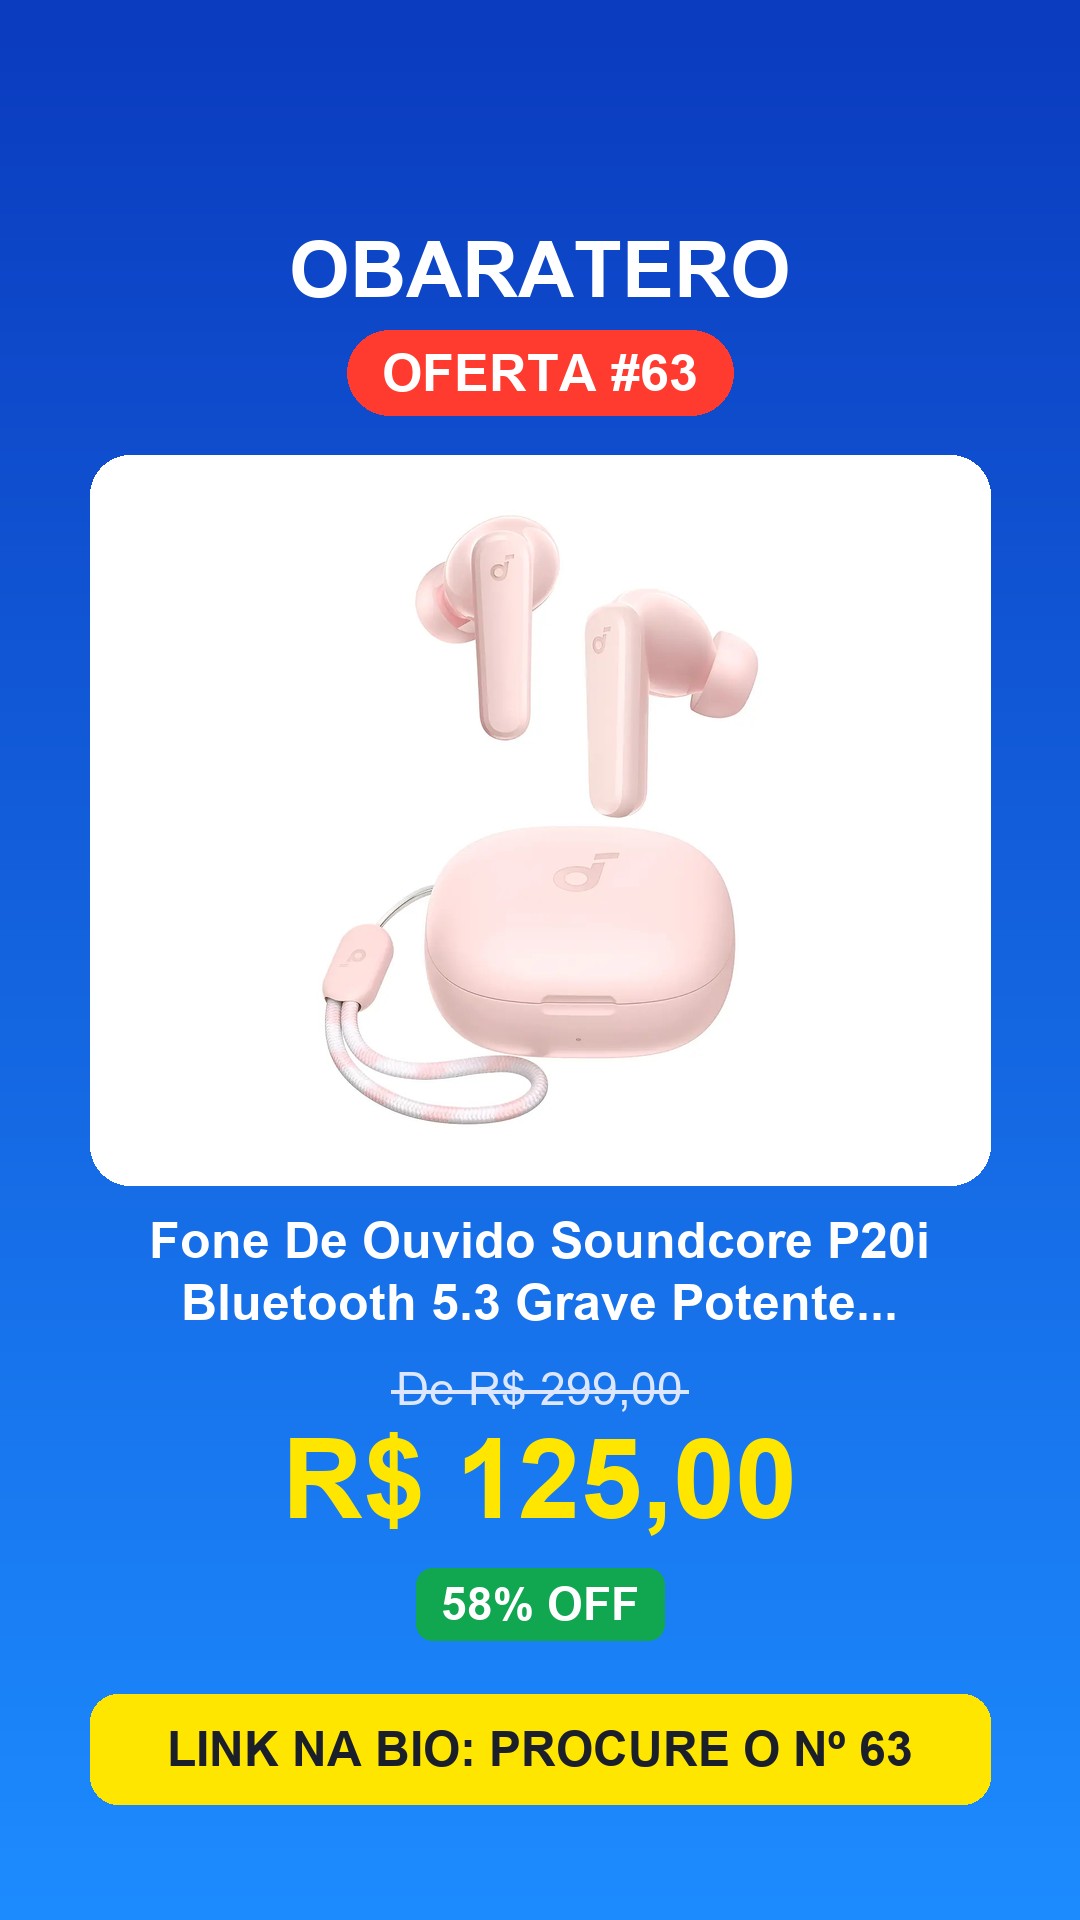 OBARATERO
OFERTA #63
Fone De Ouvido Soundcore P20i
Bluetooth 5.3 Grave Potente...
De R$ 299,00
R$ 125,00
58% OFF
LINK NA BIO: PROCURE O Nº 63